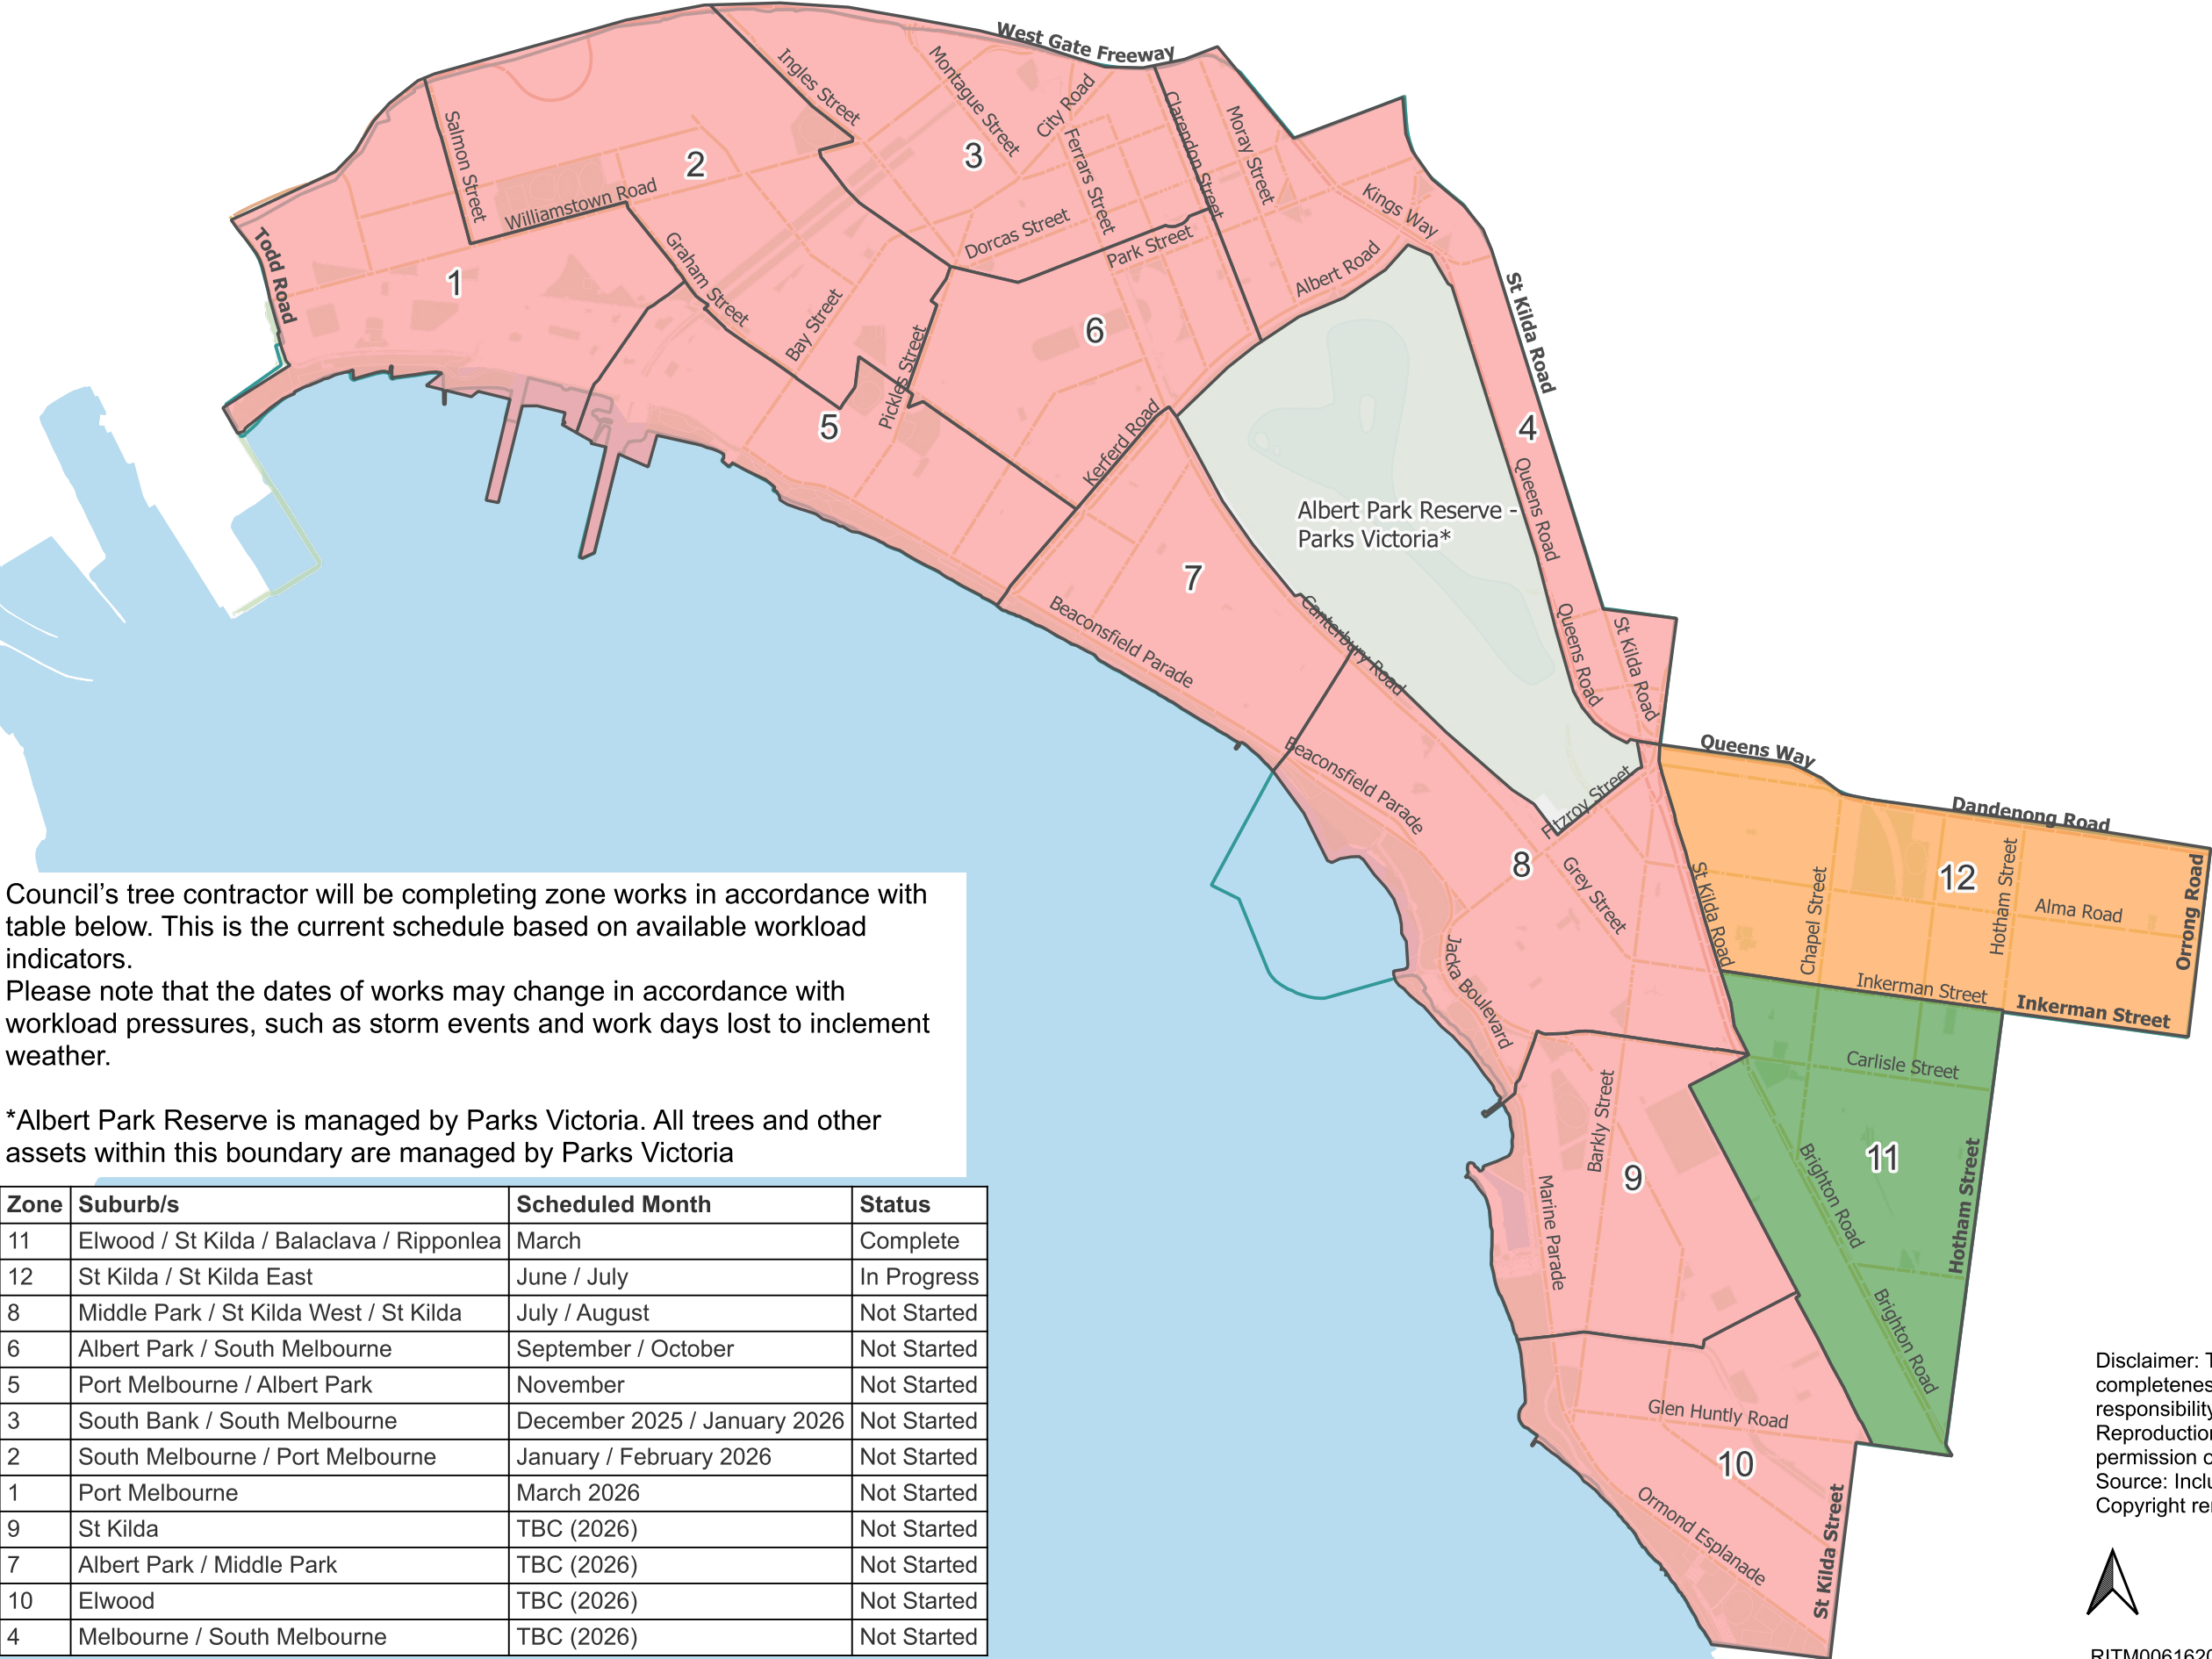 West Gate Freeway
Ingles Street
Montague Street
City Road
Ferrars Street
Clarendon Street
Moray Street
Kings Way
Salmon Street
2
3
Williamstown Road
Todd Road
1
Graham Street
Bay Street
Pickles Street
Dorcas Street
Park Street
Albert Road
St Kilda Road
6
5
4
Kerferd Road
Queens Road
Albert Park Reserve -
Parks Victoria*
7
Queens Road
St Kilda Road
Beaconsfield Parade
Canterbury Road
Beaconsfield Parade
Fitzroy Street
Queens Way
Dandenong Road
8
Grey Street
12
St Kilda Road
Chapel Street
Hotham Street
Alma Road
Orrong Road
Inkerman Street
Inkerman Street
Jacka Boulevard
Carlisle Street
Barkly Street
11
9
Brighton Road
Hotham Street
Marine Parade
Brighton Road
Glen Huntly Road
10
Ormond Esplanade
St Kilda Street
Council’s tree contractor will be completing zone works in accordance with
table below. This is the current schedule based on available workload
indicators.
Please note that the dates of works may change in accordance with
workload pressures, such as storm events and work days lost to inclement
weather.
*Albert Park Reserve is managed by Parks Victoria. All trees and other
assets within this boundary are managed by Parks Victoria
Zone Suburb/s Scheduled Month Status
11 Elwood / St Kilda / Balaclava / Ripponlea March Complete
12 St Kilda / St Kilda East June / July In Progress
8 Middle Park / St Kilda West / St Kilda July / August Not Started
6 Albert Park / South Melbourne September / October Not Started
5 Port Melbourne / Albert Park November Not Started
3 South Bank / South Melbourne December 2025 / January 2026 Not Started
2 South Melbourne / Port Melbourne January / February 2026 Not Started
1 Port Melbourne March 2026 Not Started
9 St Kilda TBC (2026) Not Started
7 Albert Park / Middle Park TBC (2026) Not Started
10 Elwood TBC (2026) Not Started
4 Melbourne / South Melbourne TBC (2026) Not Started
Disclaimer:
Reproduction
permission
Source:
Copyright